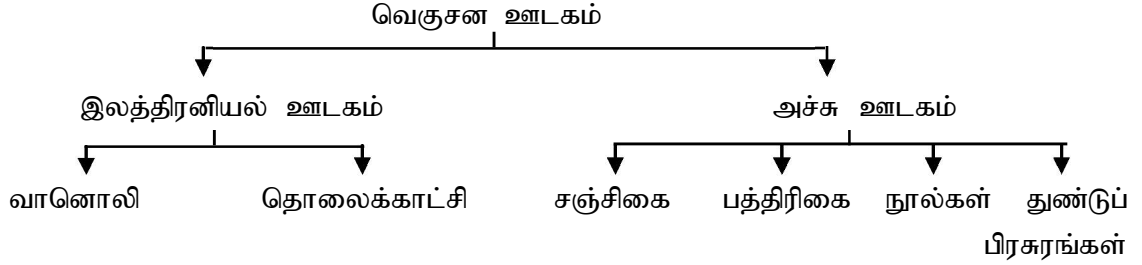 வெகுசன ஊடகம்
இலத்திரனியல் ஊடகம் அச்சு ஊடகம்
வானொலி தொலைக்காட்சி சஞ்சிகை பத்திரிகை நூல்கள் துண்டுப்
பிரசுரங்கள்